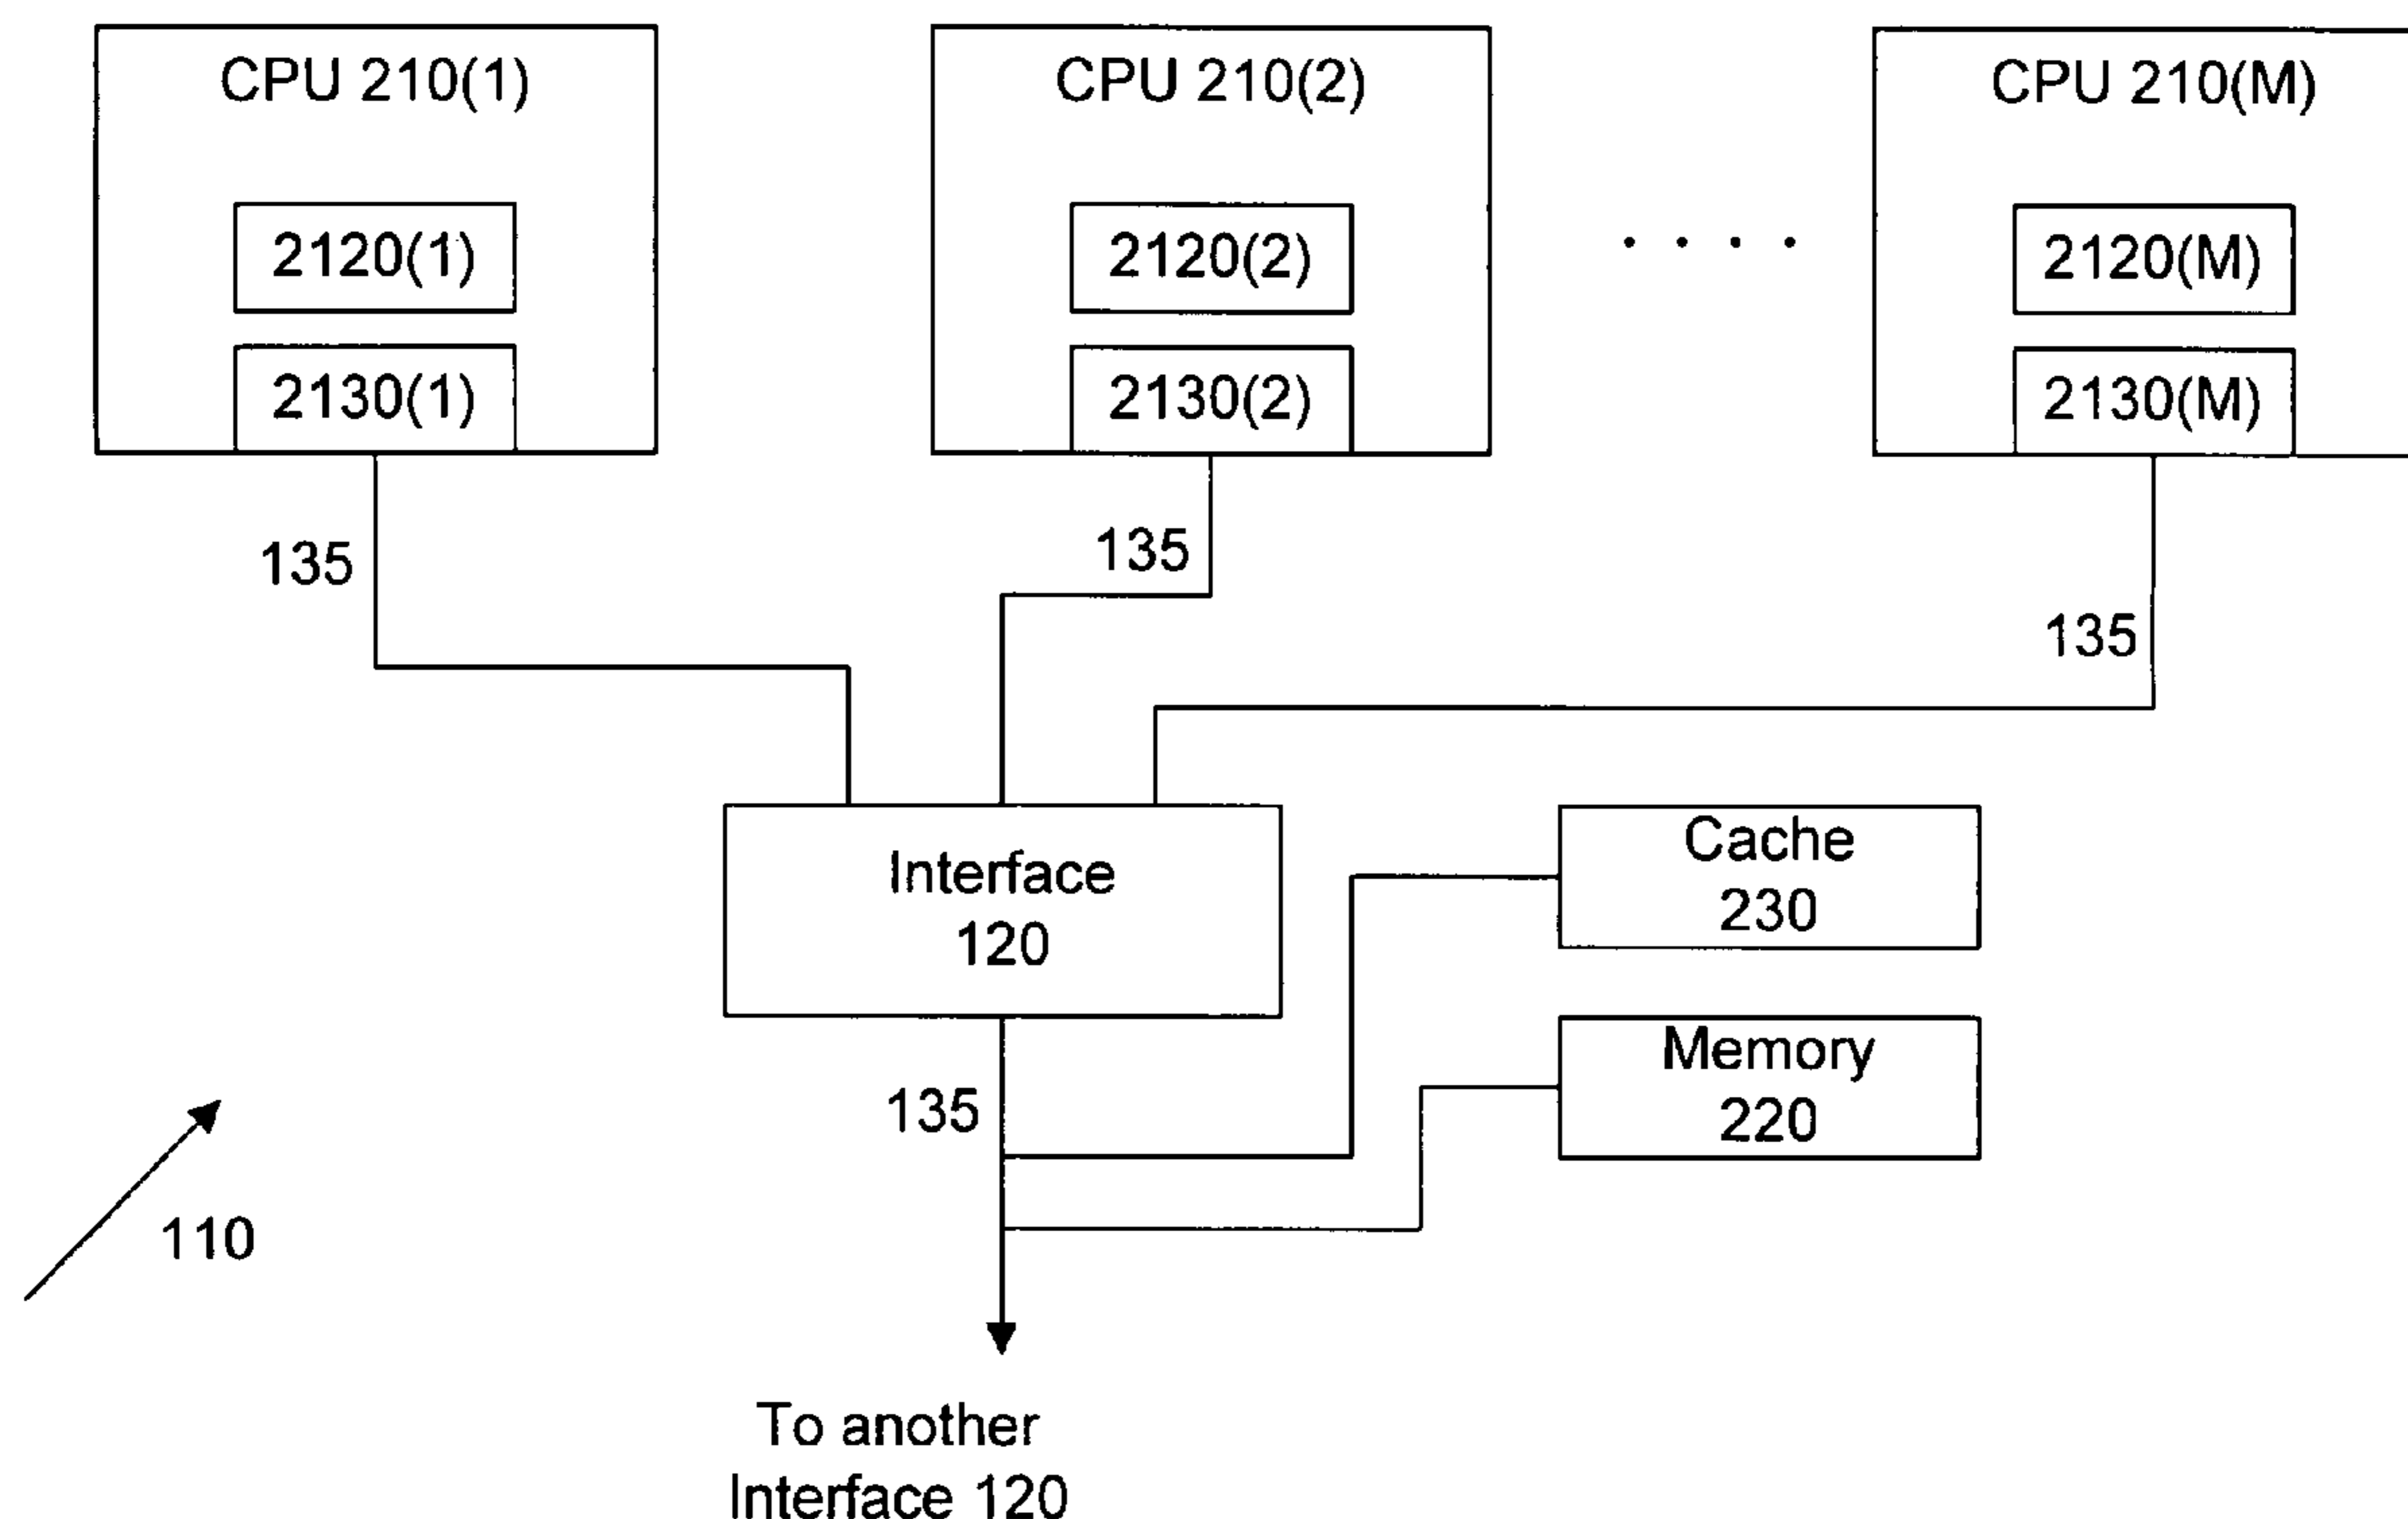 CPU 210(1)
CPU 210(2)
CPU 210(M)
2120(1)
2120(2)
2120(M)
2130(1)
2130(2)
2130(M)
135
135
135
Interface
120
Cache
230
Memory
220
135
110
To another
Interface 120